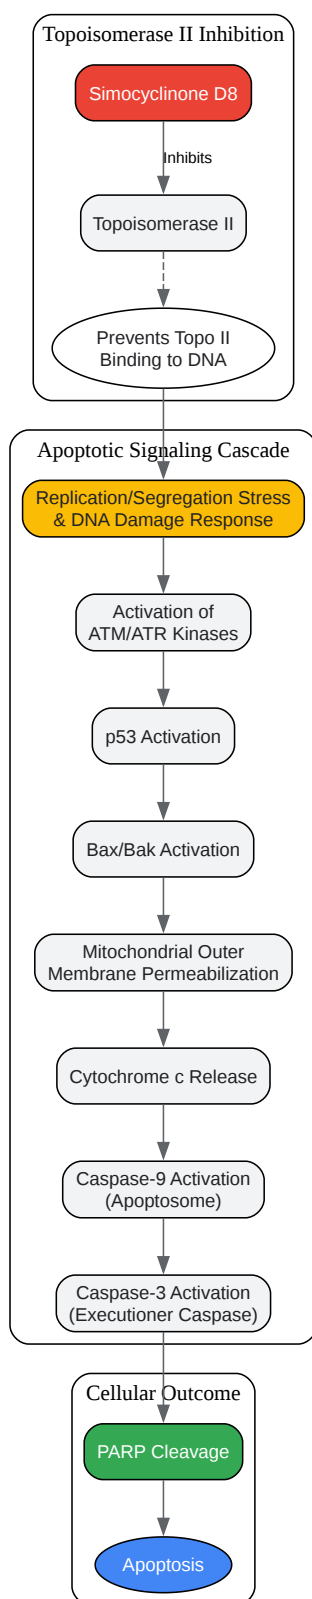 Topoisomerase II Inhibition
Simocyclinone D8
Inhibits
Topoisomerase II
Prevents Topo II
Binding to DNA
Apoptotic Signaling Cascade
Replication/Segregation Stress
& DNA Damage Response
Activation of
ATM/ATR Kinases
p53 Activation
Bax/Bak Activation
Mitochondrial Outer
Membrane Permeabilization
Cytochrome c Release
Caspase-9 Activation
(Apoptosome)
Caspase-3 Activation
(Executioner Caspase)
Cellular Outcome
PARP Cleavage
Apoptosis